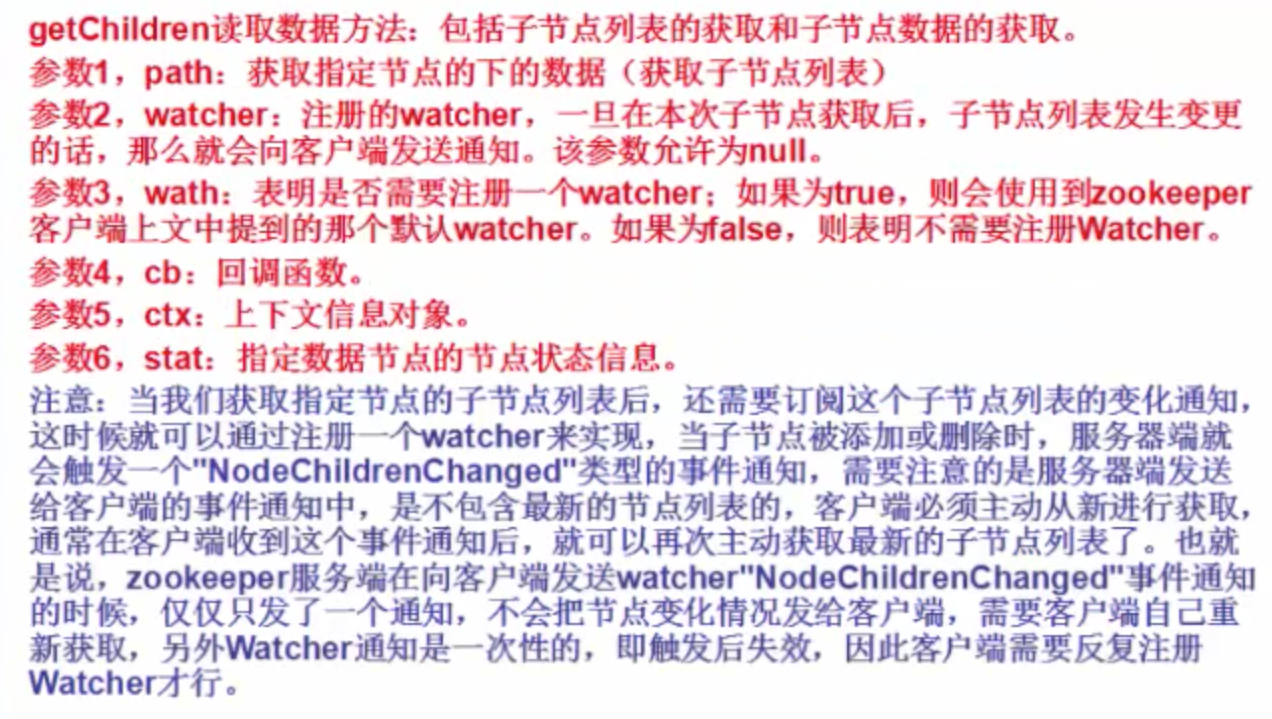 getChildren读取数据方法：包括子节点列表的获取和子节点数据的获取。
参数1，path：获取指定节点的下的数据（获取子节点列表）
参数2，watcher：注册的watcher，一旦在本次子节点获取后，子节点列表发生变更
的话，那么就会向客户端发送通知。该参数允许为null。
参数3，wath：表明是否需要注册一个watcher；如果为true，则会使用到zookeeper
客户端上文中提到的那个默认watcher。如果为false，则表明不需要注册Watcher。
参数4，cb：回调函数。
参数5，ctx：上下文信息对象。
参数6，stat：指定数据节点的节点状态信息。
注意：当我们获取指定节点的子节点列表后，还需要订阅这个子节点列表的变化通知，
这时候就可以通过注册一个watcher来实现，当子节点被添加或删除时，服务器端就
会触发一个"NodeChildrenChanged"类型的事件通知，需要注意的是服务器端发送
给客户端的事件通知中，是不包含最新的节点列表的，客户端必须主动从新进行获取，
通常在客户端收到这个事件通知后，就可以再次主动获取最新的子节点列表了。也就
是说，zookeeper服务端在向客户端发送watcher"NodeChildrenChanged"事件通知
的时候，仅仅只发了一个通知，不会把节点变化情况发给客户端，需要客户端自己重
新获取，另外Watcher通知是一次性的，即触发后失效，因此客户端需要反复注册
Watcher才行。